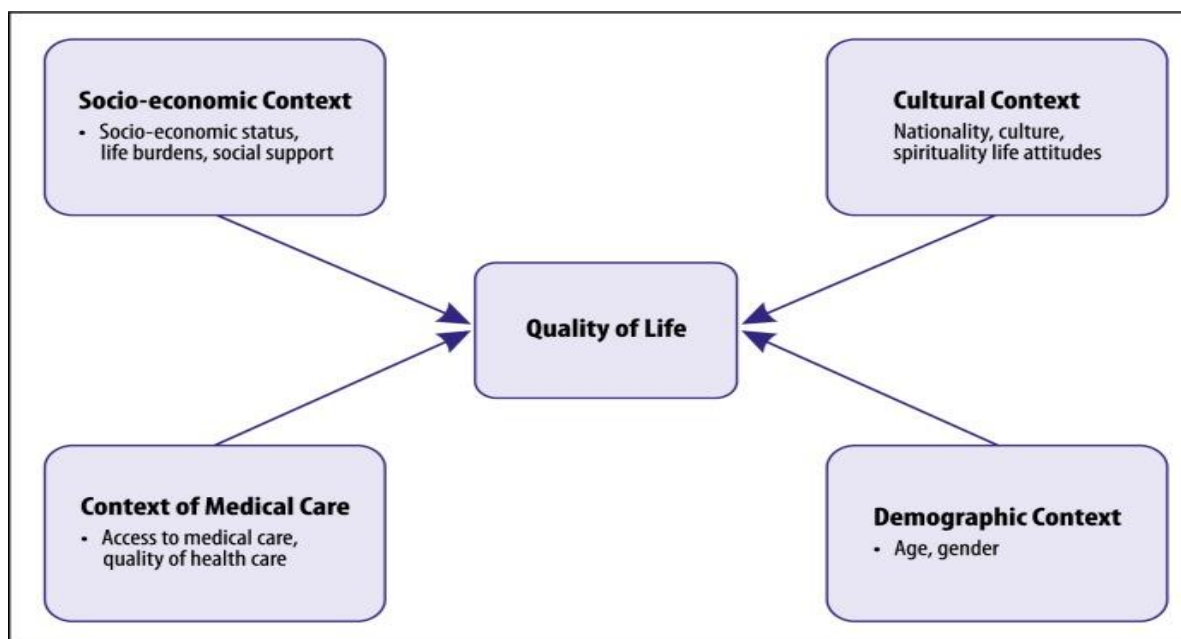 Socio-economic Context
• Socio-economic status,
life burdens, social support
Cultural Context
Nationality, culture,
spirituality life attitudes
Quality of Life
Context of Medical Care
• Access to medical care,
quality of health care
Demographic Context
• Age, gender